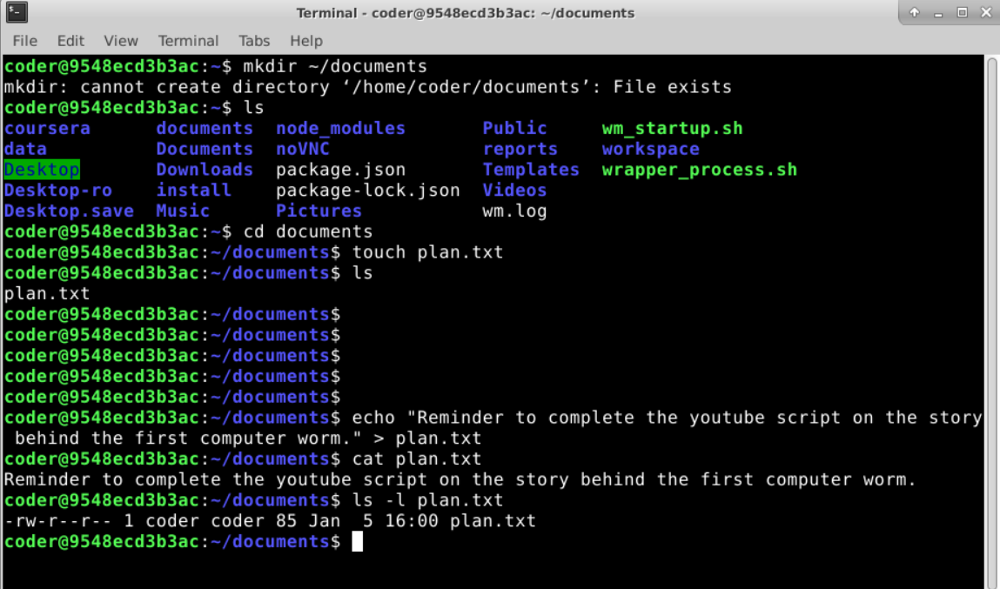 Terminal - coder@9548ecd3b3ac: ~/documents
File Edit View Terminal Tabs Help
coder@9548ecd3b3ac:~$ mkdir ~/documents
mkdir: cannot create directory ‘/home/coder/documents’: File exists
coder@9548ecd3b3ac:~$ ls
coursera documents node_modules Public wm_startup.sh
data Documents noVNC reports workspace
Desktop Downloads package.json Templates wrapper_process.sh
Desktop-ro install package-lock.json Videos
Desktop.save Music Pictures wm.log
coder@9548ecd3b3ac:~$ cd documents
coder@9548ecd3b3ac:~/documents$ touch plan.txt
coder@9548ecd3b3ac:~/documents$ ls
plan.txt
coder@9548ecd3b3ac:~/documents$
coder@9548ecd3b3ac:~/documents$
coder@9548ecd3b3ac:~/documents$
coder@9548ecd3b3ac:~/documents$
coder@9548ecd3b3ac:~/documents$
coder@9548ecd3b3ac:~/documents$ echo "Reminder to complete the youtube script on the story
behind the first computer worm." > plan.txt
coder@9548ecd3b3ac:~/documents$ cat plan.txt
Reminder to complete the youtube script on the story behind the first computer worm.
coder@9548ecd3b3ac:~/documents$ ls -l plan.txt
-rw-r--r-- 1 coder coder 85 Jan  5 16:00 plan.txt
coder@9548ecd3b3ac:~/documents$